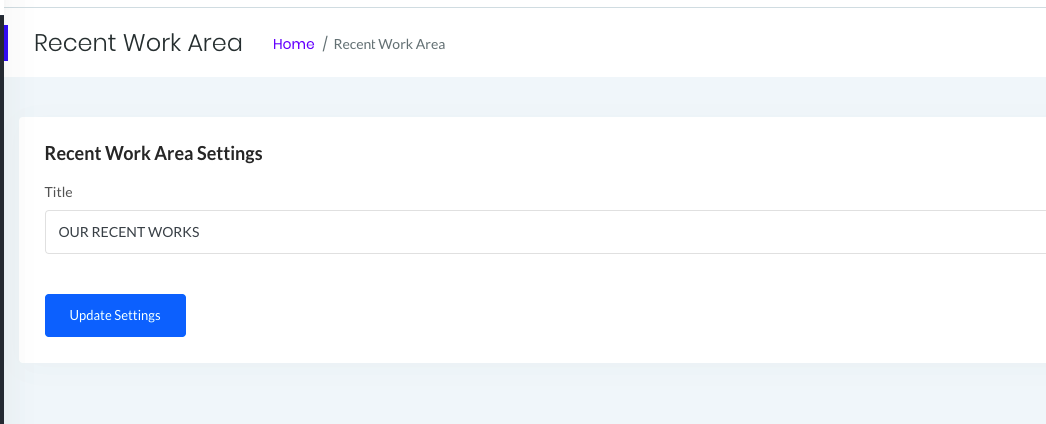 Recent Work Area Home / Recent Work Area
Recent Work Area Settings
Title
OUR RECENT WORKS
Update Settings